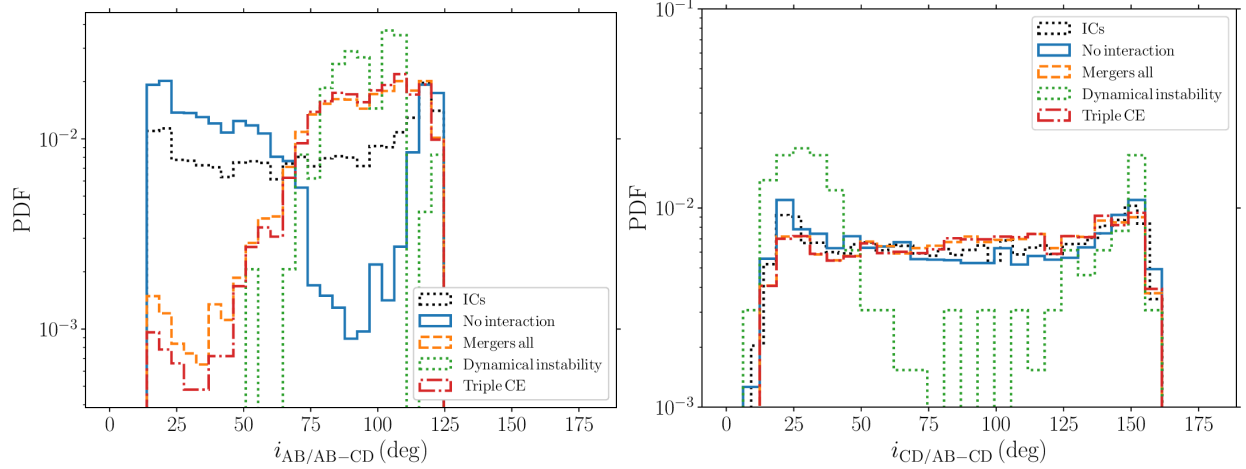 PDF
10⁻²
10⁻³
0
25
50
75
100
125
150
175
i_AB/AB−CD (deg)
ICs
No interaction
Mergers all
Dynamical instability
Triple CE
PDF
10⁻¹
10⁻²
10⁻³
0
25
50
75
100
125
150
175
i_CD/AB−CD (deg)
ICs
No interaction
Mergers all
Dynamical instability
Triple CE